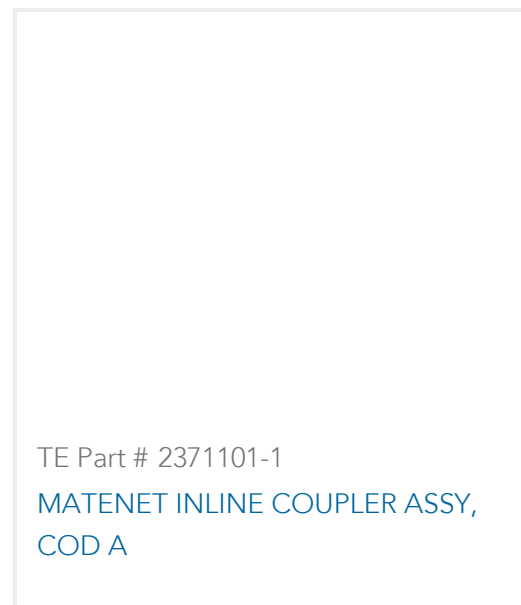 TE Part # 2371101-1
MATENET INLINE COUPLER ASSY,
COD A